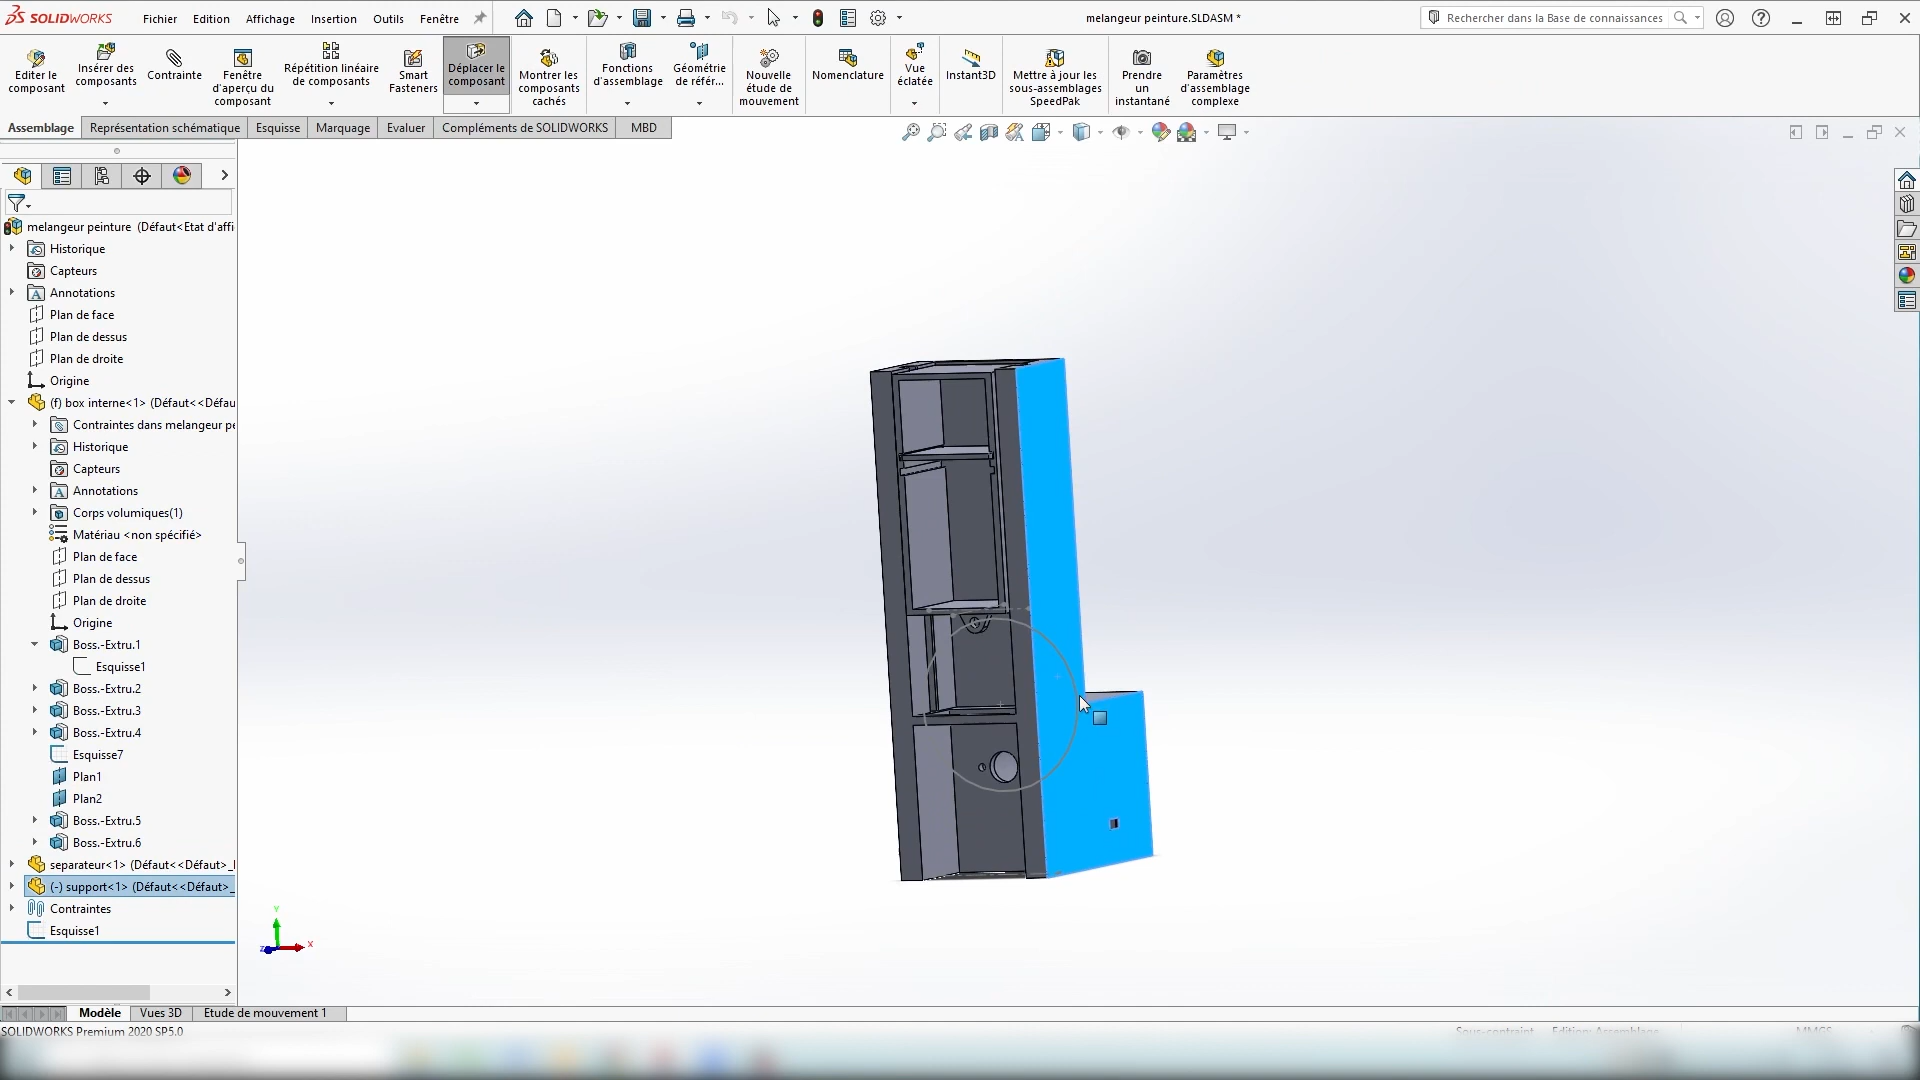 SOLIDWORKS Fichier Edition Affichage Insertion Outils Fenêtre melangeur peinture.SLDASM * Rechercher dans la Base de connaissances
Editer le composant
Insérer des composants
Contrainte
Fenêtre d'aperçu du composant
Répétition linéaire de composants
Smart Fasteners
Déplacer le composant
Montrer les composants cachés
Fonctions d'assemblage
Géométrie de référ...
Nouvelle étude de mouvement
Nomenclature
Vue éclatée
Instant3D
Mettre à jour les sous-assemblages SpeedPak
Prendre un instantané
Paramètres d'assemblage complexe
Assemblage Représentation schématique Esquisse Marquage Evaluer Compléments de SOLIDWORKS MBD
melangeur peinture (Défaut<Etat d'affi
Historique
Capteurs
Annotations
Plan de face
Plan de dessus
Plan de droite
Origine
(f) box interne<1> (Défaut<<Défau
Contraintes dans melangeur pe
Historique
Capteurs
Annotations
Corps volumiques(1)
Matériau <non spécifié>
Plan de face
Plan de dessus
Plan de droite
Origine
Boss.-Extru.1
Esquisse1
Boss.-Extru.2
Boss.-Extru.3
Boss.-Extru.4
Esquisse7
Plan1
Plan2
Boss.-Extru.5
Boss.-Extru.6
separateur<1> (Défaut<<Défaut>_
(-) support<1> (Défaut<<Défaut>_
Contraintes
Esquisse1
Y
Z X
Modèle Vues 3D Etude de mouvement 1
SOLIDWORKS Premium 2020 SP5.0 Sous-contraint Edition: Assemblage MMGS